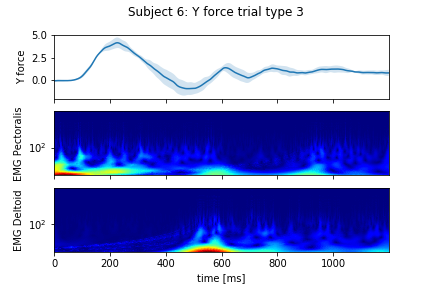 Subject 6: Y force trial type 3
5.0
2.5
0.0
Y force
10²
EMG Pectoralis
10²
EMG Deltoid
0 200 400 600 800 1000
time [ms]